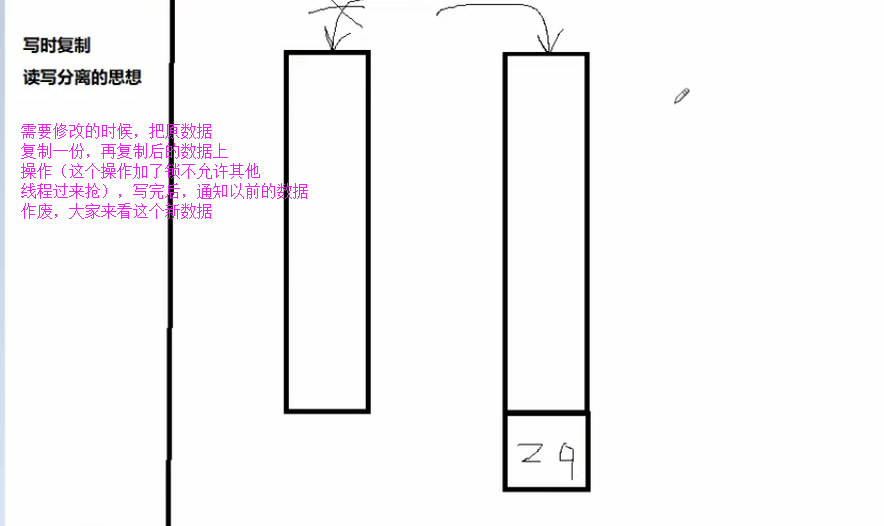 写时复制
读写分离的思想
需要修改的时候，把原数据
复制一份，再复制后的数据上
操作（这个操作加了锁不允许其他
线程过来抢），写完后，通知以前的数据
作废，大家来看这个新数据
z q